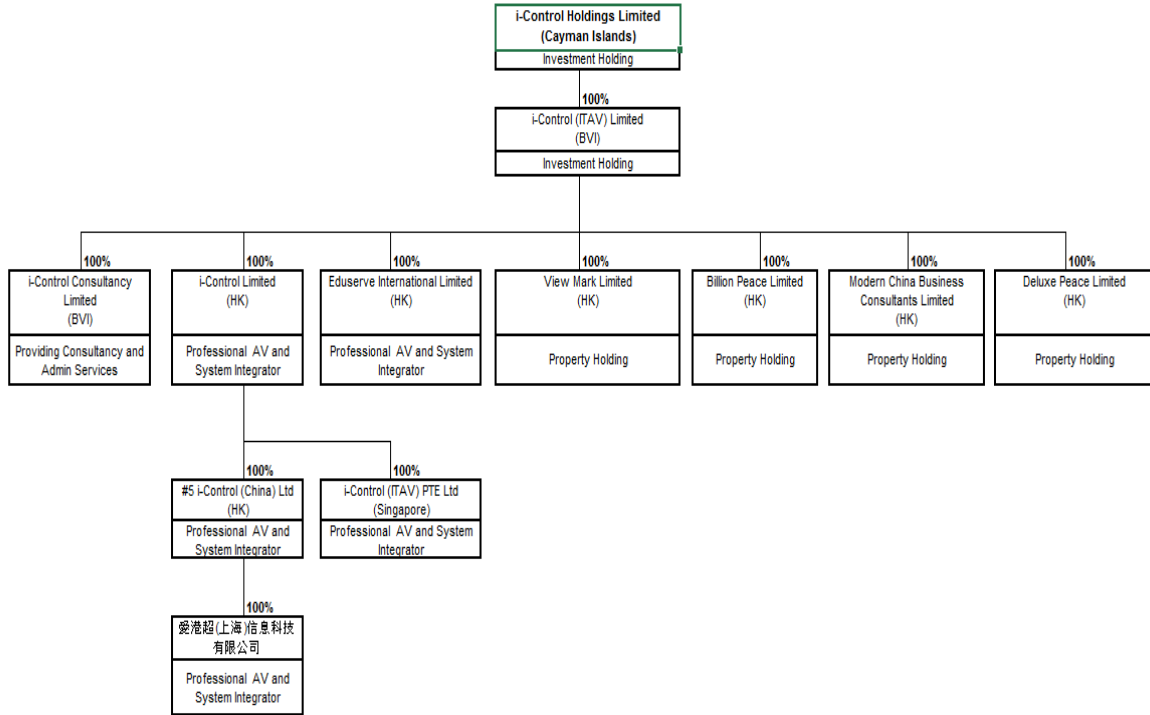 i-Control Holdings Limited
(Cayman Islands)
Investment Holding
100%
i-Control (ITAV) Limited
(BVI)
Investment Holding
100%
i-Control Consultancy
Limited
(BVI)
Providing Consultancy and
Admin Services
100%
i-Control Limited
(HK)
Professional AV and
System Integrator
100%
Eduserve International Limited
(HK)
Professional AV and System
Integrator
100%
View Mark Limited
(HK)
Property Holding
100%
Billion Peace Limited
(HK)
Property Holding
100%
Modern China Business
Consultants Limited
(HK)
Property Holding
100%
Deluxe Peace Limited
(HK)
Property Holding
100%
#5 i-Control (China) Ltd
(HK)
Professional AV and
System Integrator
100%
i-Control (ITAV) PTE Ltd
(Singapore)
Professional AV and System
Integrator
100%
愛港超(上海)信息科技
有限公司
Professional AV and
System Integrator